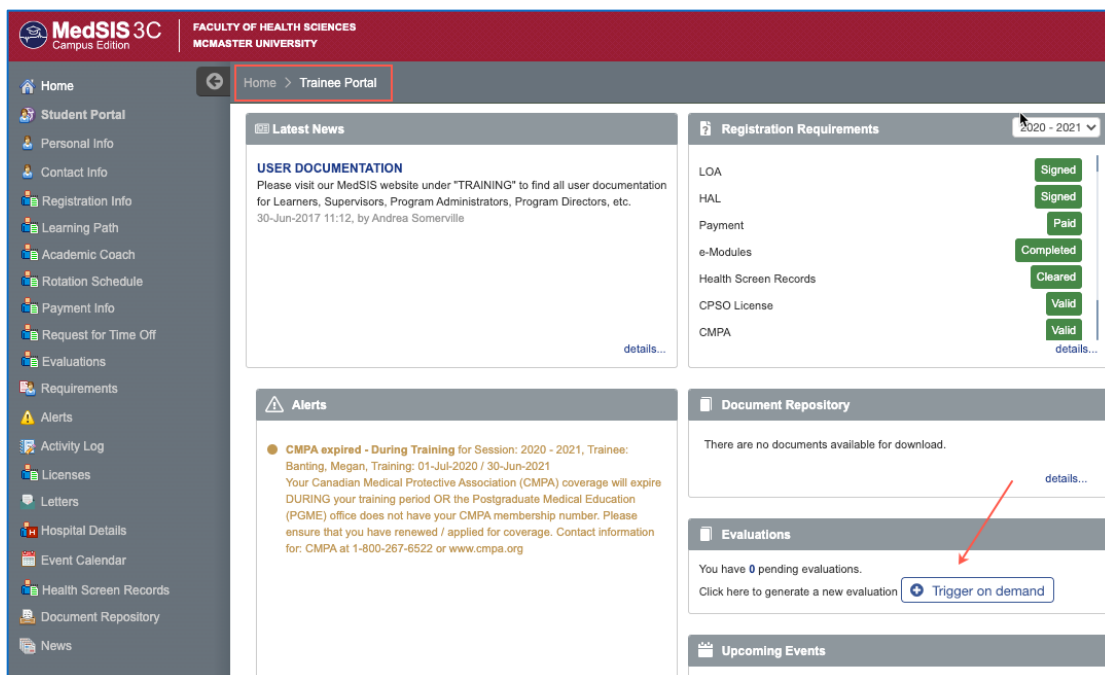 MedSIS 3C
Campus Edition
FACULTY OF HEALTH SCIENCES
MCMASTER UNIVERSITY
Home > Trainee Portal
Home
Student Portal
Personal Info
Contact Info
Registration Info
Learning Path
Academic Coach
Rotation Schedule
Payment Info
Request for Time Off
Evaluations
Requirements
Alerts
Activity Log
Licenses
Letters
Hospital Details
Event Calendar
Health Screen Records
Document Repository
News
Latest News
USER DOCUMENTATION
Please visit our MedSIS website under "TRAINING" to find all user documentation
for Learners, Supervisors, Program Administrators, Program Directors, etc.
30-Jun-2017 11:12, by Andrea Somerville
details...
Registration Requirements
2020 - 2021
LOA Signed
HAL Signed
Payment Paid
e-Modules Completed
Health Screen Records Cleared
CPSO License Valid
CMPA Valid
details...
Alerts
CMPA expired - During Training for Session: 2020 - 2021, Trainee:
Banting, Megan, Training: 01-Jul-2020 / 30-Jun-2021
Your Canadian Medical Protective Association (CMPA) coverage will expire
DURING your training period OR the Postgraduate Medical Education
(PGME) office does not have your CMPA membership number. Please
ensure that you have renewed / applied for coverage. Contact information
for: CMPA at 1-800-267-6522 or www.cmpa.org
Document Repository
There are no documents available for download.
details...
Evaluations
You have 0 pending evaluations.
Click here to generate a new evaluation Trigger on demand
Upcoming Events